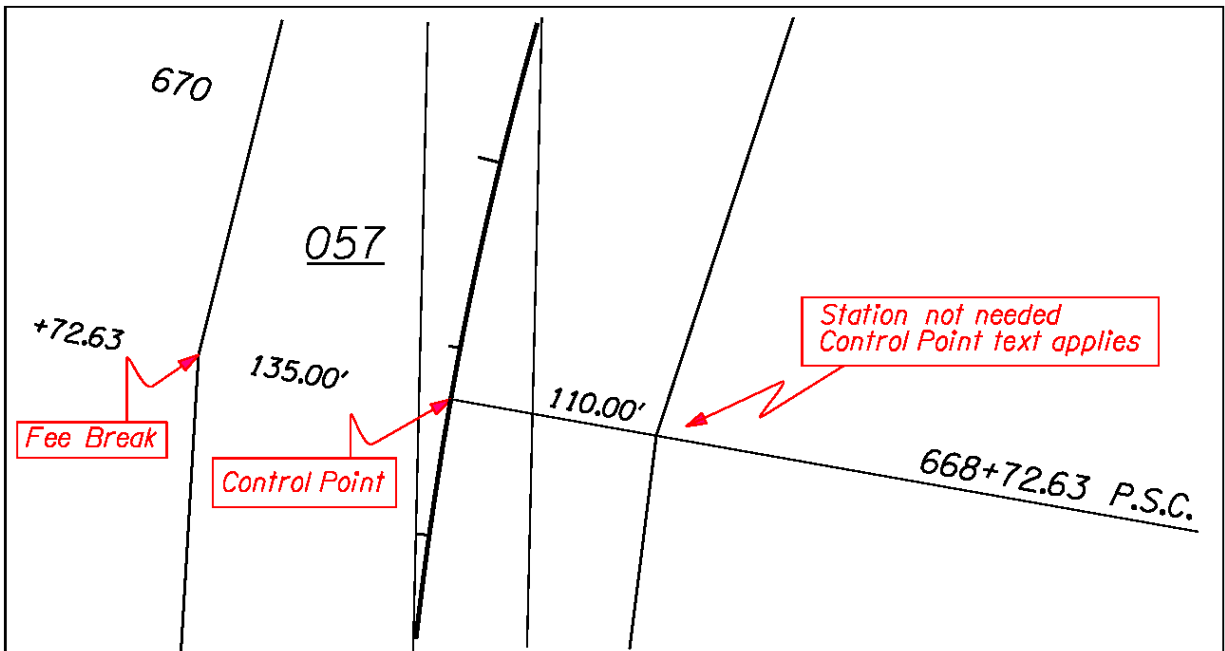 670
057
+72.63
135.00'
110.00'
Station not needed
Control Point text applies
Fee Break
Control Point
668+72.63 P.S.C.